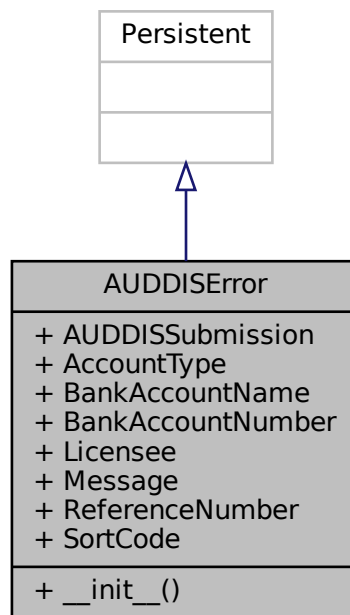 Persistent
AUDDISError
+ AUDDISSubmission
+ AccountType
+ BankAccountName
+ BankAccountNumber
+ Licensee
+ Message
+ ReferenceNumber
+ SortCode
+ __init__()